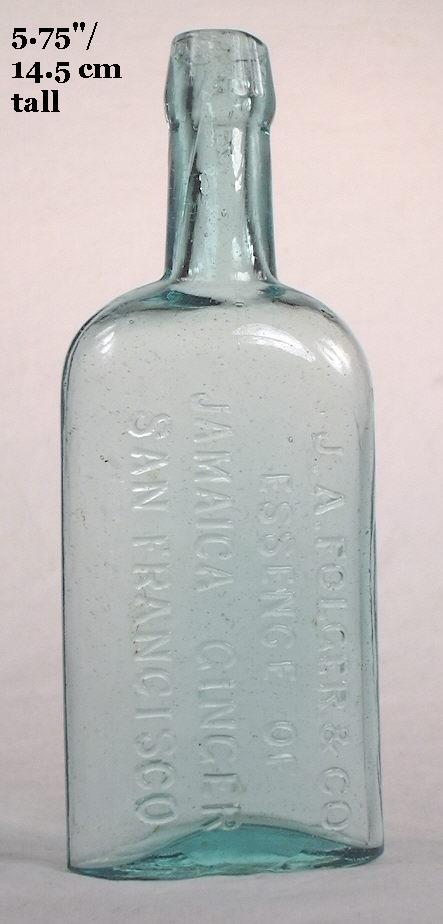 5.75"/
14.5 cm
tall
J. A. FOLGER & CO
ESSENCE OF
JAMAICA GINGER
SAN FRANCISCO